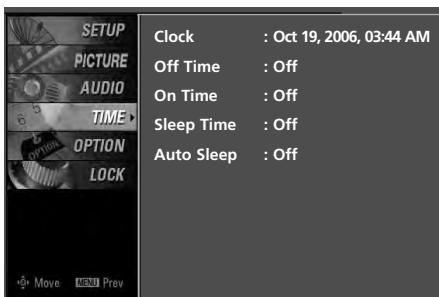 SETUP
PICTURE
AUDIO
TIME
OPTION
LOCK
Move MENU Prev
Clock : Oct 19, 2006, 03:44 AM
Off Time : Off
On Time : Off
Sleep Time : Off
Auto Sleep : Off